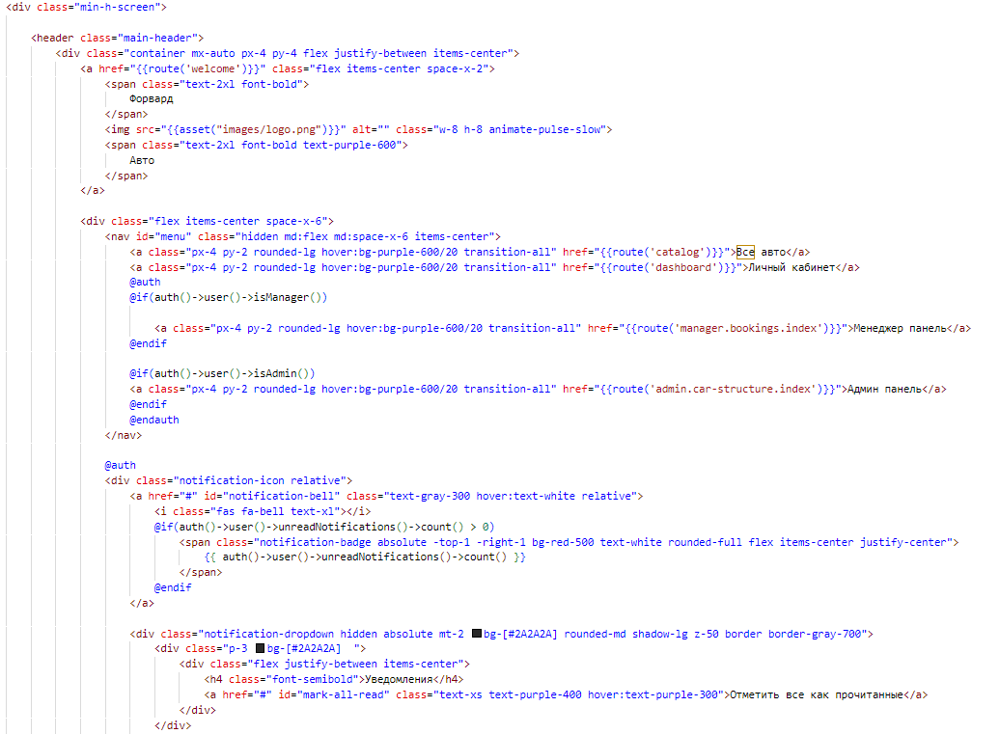 <div class="min-h-screen">
<header class="main-header">
<div class="container mx-auto px-4 py-4 flex justify-between items-center">
<a href="{{route('welcome')}}" class="flex items-center space-x-2">
<span class="text-2xl font-bold">
Форвард
</span>
<img src="{{asset("images/logo.png")}}" alt="" class="w-8 h-8 animate-pulse-slow">
<span class="text-2xl font-bold text-purple-600">
Авто
</span>
</a>
<div class="flex items-center space-x-6">
<nav id="menu" class="hidden md:flex md:space-x-6 items-center">
<a class="px-4 py-2 rounded-lg hover:bg-purple-600/20 transition-all" href="{{route('catalog')}}">Все авто</a>
<a class="px-4 py-2 rounded-lg hover:bg-purple-600/20 transition-all" href="{{route('dashboard')}}">Личный кабинет</a>
@auth
@if(auth()->user()->isManager())
<a class="px-4 py-2 rounded-lg hover:bg-purple-600/20 transition-all" href="{{route('manager.bookings.index')}}">Менеджер панель</a>
@endif
@if(auth()->user()->isAdmin())
<a class="px-4 py-2 rounded-lg hover:bg-purple-600/20 transition-all" href="{{route('admin.car-structure.index')}}">Админ панель</a>
@endif
@endauth
</nav>
@auth
<div class="notification-icon relative">
<a href="#" id="notification-bell" class="text-gray-300 hover:text-white relative">
<i class="fas fa-bell text-xl"></i>
@if(auth()->user()->unreadNotifications()->count() > 0)
<span class="notification-badge absolute -top-1 -right-1 bg-red-500 text-white rounded-full flex items-center justify-center">
{{ auth()->user()->unreadNotifications()->count() }}
</span>
@endif
</a>
<div class="notification-dropdown hidden absolute mt-2 bg-[#2A2A2A] rounded-md shadow-lg z-50 border border-gray-700">
<div class="p-3 bg-[#2A2A2A]  ">
<div class="flex justify-between items-center">
<h4 class="font-semibold">Уведомления</h4>
<a href="#" id="mark-all-read" class="text-xs text-purple-400 hover:text-purple-300">Отметить все как прочитанные</a>
</div>
</div>